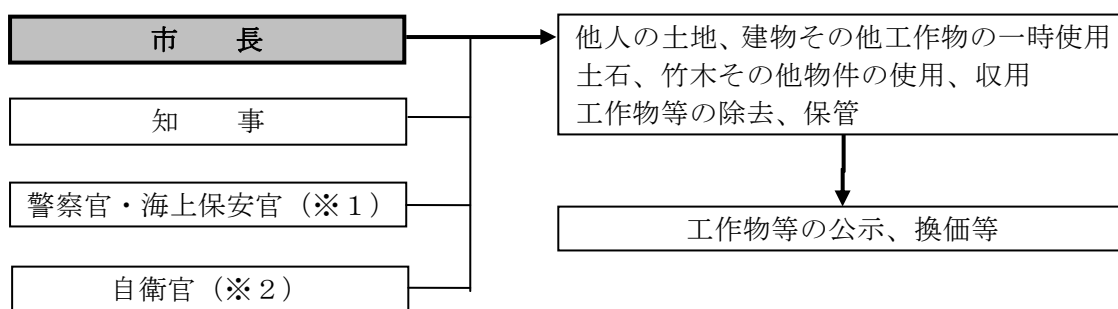 市　　長
知　　事
警察官・海上保安官（※１）
自衛官（※２）
他人の土地、建物その他工作物の一時使用
土石、竹木その他物件の使用、収用
工作物等の除去、保管
工作物等の公示、換価等